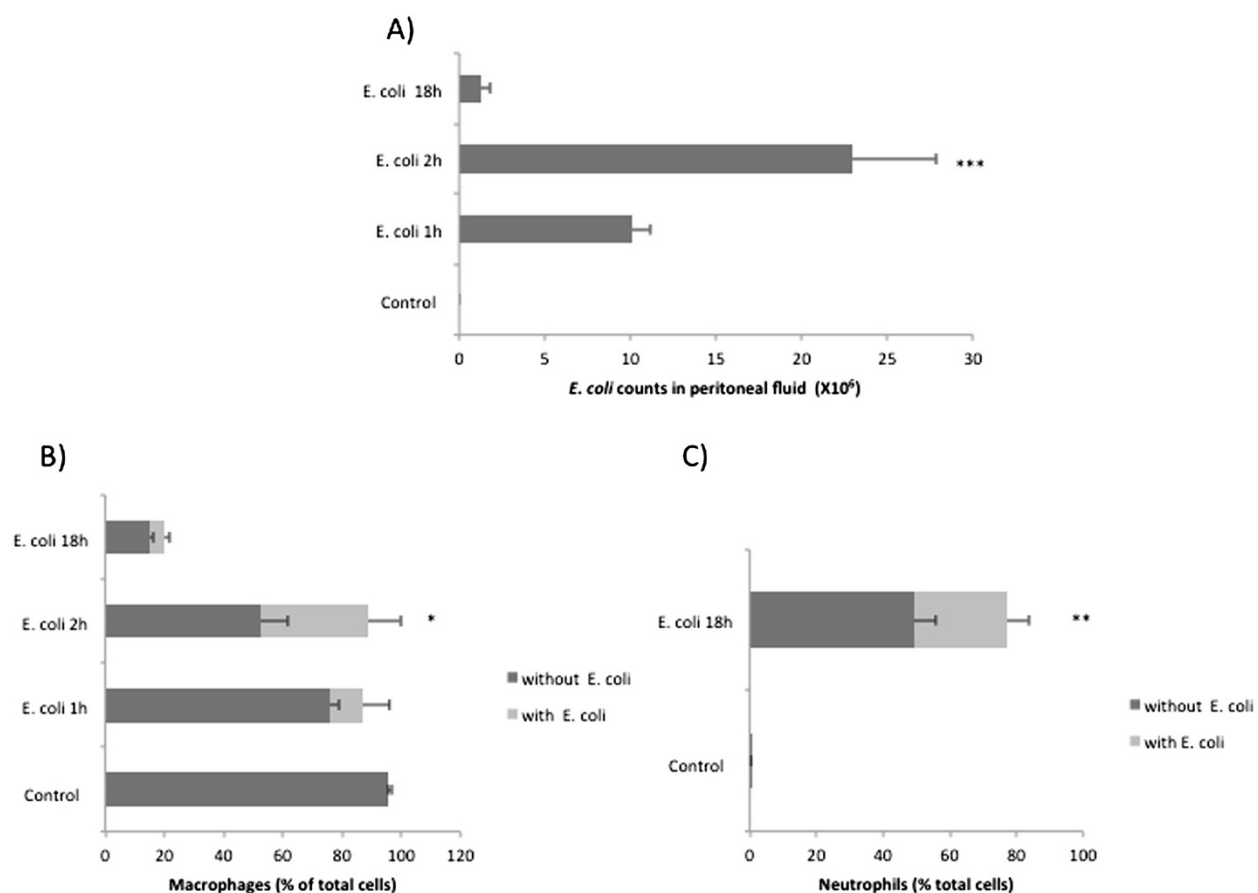 A)
E. coli 18h
E. coli 2h
***
E. coli 1h
Control
0 5 10 15 20 25 30
E. coli counts in peritoneal fluid (X10⁶)
B)
E. coli 18h
E. coli 2h
*
E. coli 1h
Control
0 20 40 60 80 100 120
Macrophages (% of total cells)
without E. coli
with E. coli
C)
E. coli 18h
**
Control
0 20 40 60 80 100
Neutrophils (% total cells)
without E. coli
with E. coli